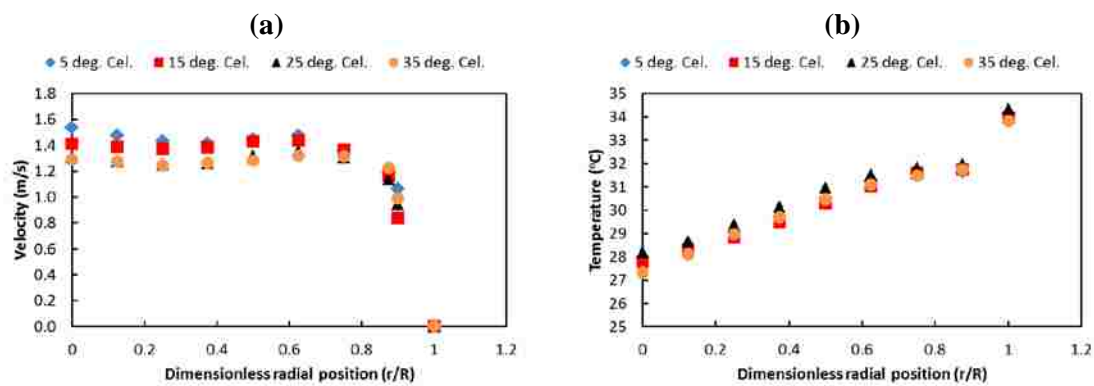 (a)
5 deg. Cel. 15 deg. Cel. 25 deg. Cel. 35 deg. Cel.
1.8
1.6
1.4
1.2
1.0
0.8
0.6
0.4
0.2
0.0
Velocity (m/s)
0 0.2 0.4 0.6 0.8 1 1.2
Dimensionless radial position (r/R)
(b)
5 deg. Cel. 15 deg. Cel. 25 deg. Cel. 35 deg. Cel.
35
34
33
32
31
30
29
28
27
26
25
Temperature (°C)
0 0.2 0.4 0.6 0.8 1 1.2
Dimensionless radial position (r/R)